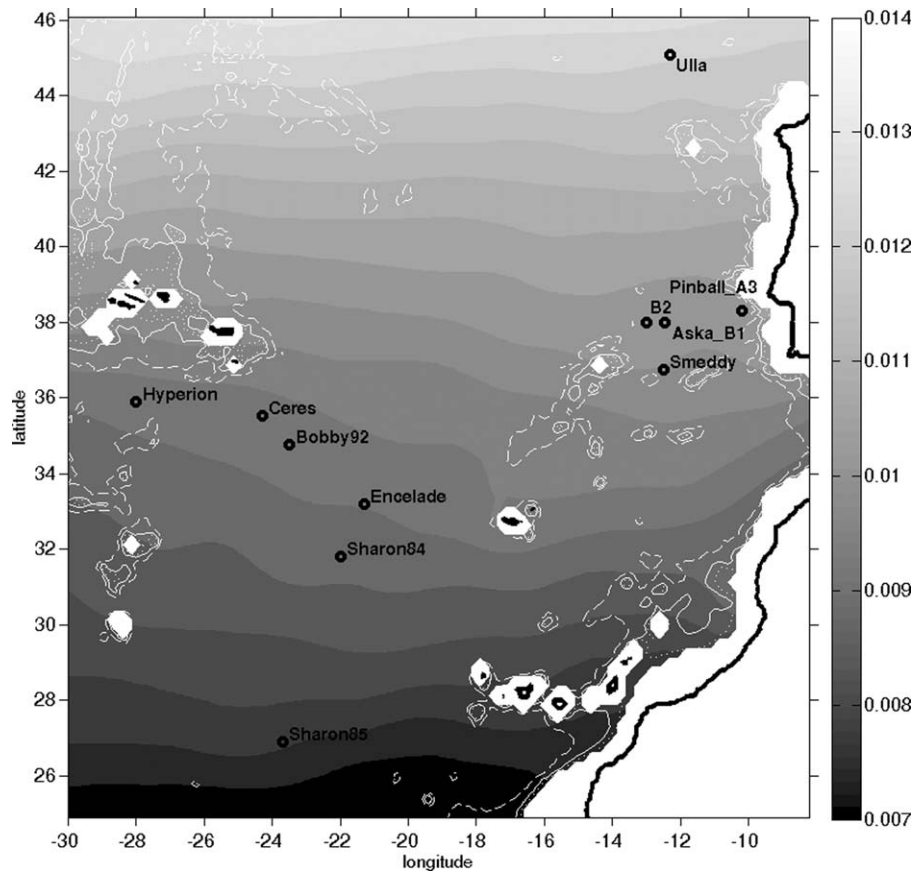 46
0.014
Ulla
44
0.013
42
0.012
40
Pinball_A3
B2
38
Aska_B1
0.011
Smeddy
Hyperion
36
Ceres
Bobby92
latitude
34
0.01
Encelade
32
Sharon84
0.009
30
28
0.008
Sharon85
26
0.007
-30 -28 -26 -24 -22 -20 -18 -16 -14 -12 -10
longitude